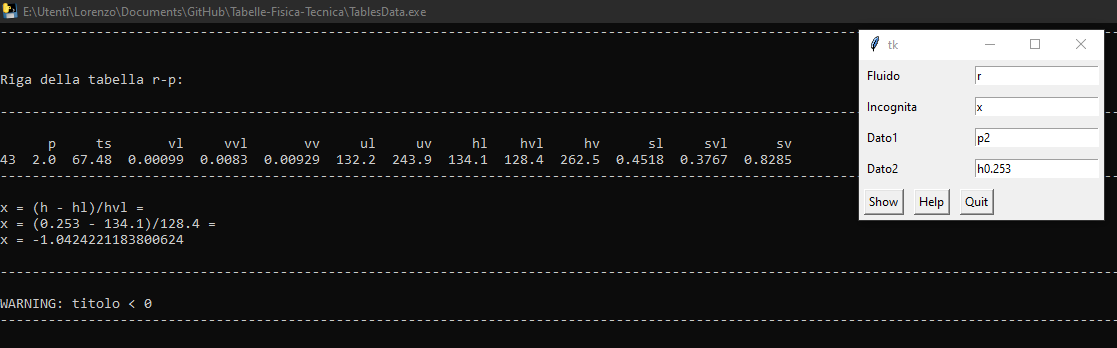 E:\Utenti\Lorenzo\Documents\GitHub\Tabelle-Fisica-Tecnica\TablesData.exe
Riga della tabella r-p:
p ts vl vvl vv ul uv hl hvl hv sl svl sv
43 2.0 67.48 0.00099 0.0083 0.00929 132.2 243.9 134.1 128.4 262.5 0.4518 0.3767 0.8285
x = (h - hl)/hvl =
x = (0.253 - 134.1)/128.4 =
x = -1.0424221183800624
WARNING: titolo < 0
tk
Fluido r
Incognita x
Dato1 p2
Dato2 h0.253
Show Help Quit